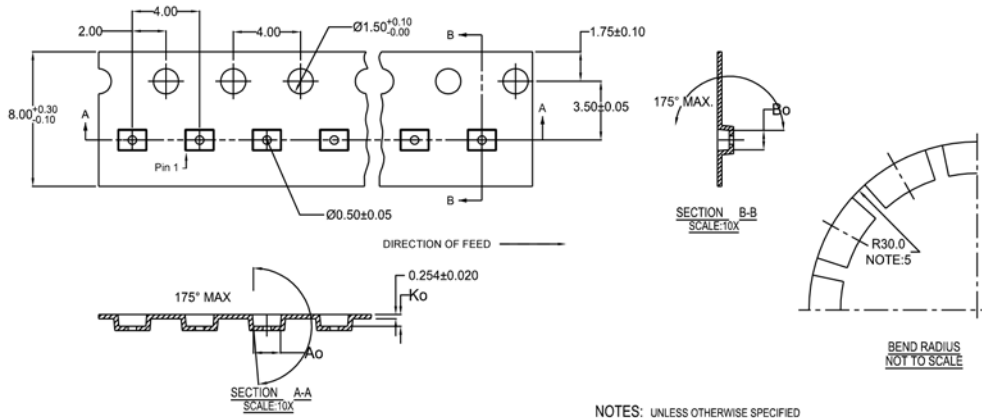 4.00
2.00
4.00
Ø1.50+0.10
-0.00
B
1.75±0.10
8.00+0.30
-0.10
A
A
3.50±0.05
175° MAX.
Bo
Pin 1
Ø0.50±0.05
B
SECTION B-B
SCALE:10X
R30.0
NOTE:5
DIRECTION OF FEED
0.254±0.020
175° MAX
Ko
Ao
SECTION A-A
SCALE:10X
BEND RADIUS
NOT TO SCALE
NOTES: UNLESS OTHERWISE SPECIFIED